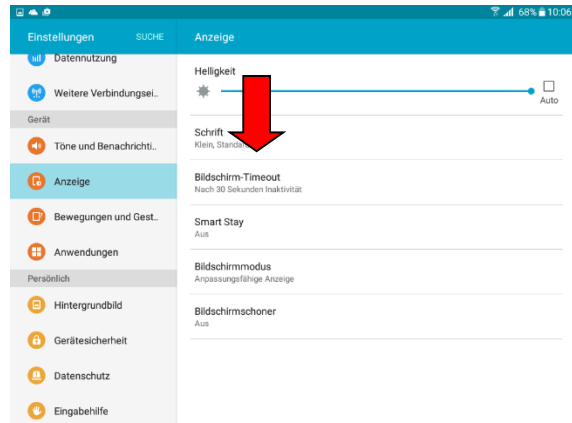 68% 10:06
Einstellungen SUCHE
Datennutzung
Weitere Verbindungsei..
Gerät
Töne und Benachrichti..
Anzeige
Bewegungen und Gest..
Anwendungen
Persönlich
Hintergrundbild
Gerätesicherheit
Datenschutz
Eingabehilfe
Anzeige
Helligkeit
Auto
Schrift
Klein, Standard
Bildschirm-Timeout
Nach 30 Sekunden Inaktivität
Smart Stay
Aus
Bildschirmmodus
Anpassungsfähige Anzeige
Bildschirmschoner
Aus